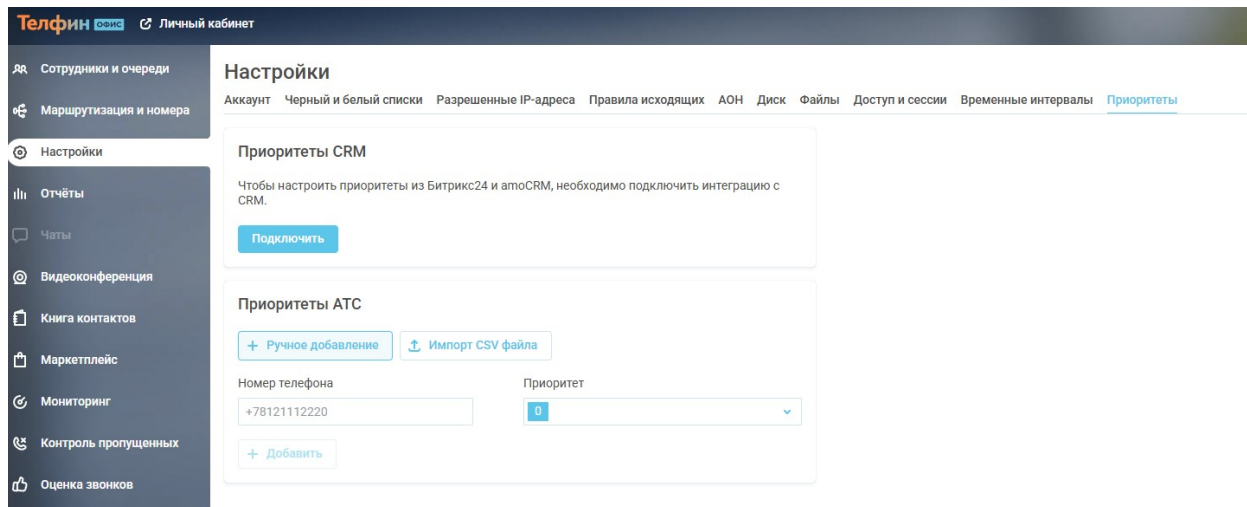 Телфин ОФИС Личный кабинет
Сотрудники и очереди
Маршрутизация и номера
Настройки
Отчёты
Чаты
Видеоконференция
Книга контактов
Маркетплейс
Мониторинг
Контроль пропущенных
Оценка звонков
Настройки
Аккаунт Черный и белый списки Разрешенные IP-адреса Правила исходящих АОН Диск Файлы Доступ и сессии Временные интервалы Приоритеты
Приоритеты CRM
Чтобы настроить приоритеты из Битрикс24 и amoCRM, необходимо подключить интеграцию с
CRM.
Подключить
Приоритеты АТС
+ Ручное добавление Импорт CSV файла
Номер телефона Приоритет
+78121112220 0
+ Добавить